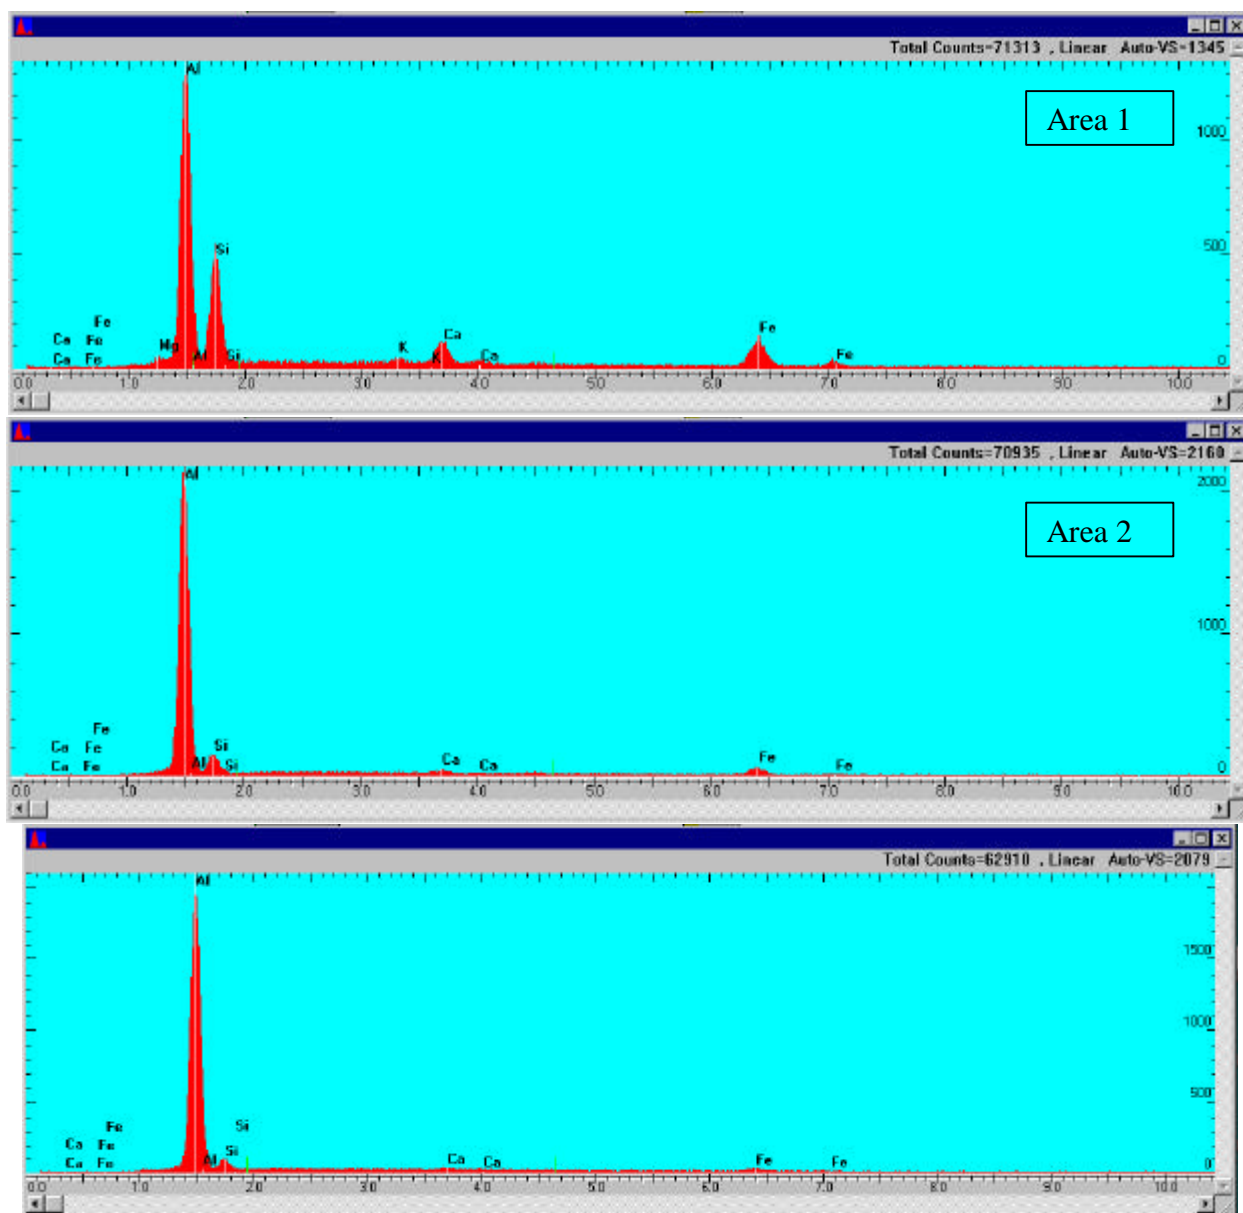 Total Counts=71313 , Linear Auto-VS=1345
Al
Area 1
1000
Si
500
Fe
Ca Fe
Mg
K
Ca
Fe
Ca Fe
Al Si
K
Ca
Fe
0
0.0 1.0 2.0 3.0 4.0 5.0 6.0 7.0 8.0 9.0 10.0
Total Counts=70935 , Linear Auto-VS=2160
Al
2000
Area 2
1000
Fe
Ca Fe
Si
Ca
Fe
Ca Fe
Al Si
Ca
Fe
0
0.0 1.0 2.0 3.0 4.0 5.0 6.0 7.0 8.0 9.0 10.0
Total Counts=62910 , Linear Auto-VS=2079
Al
1500
1000
500
Fe
Si
Ca Fe
Si
Ca Fe
Al
Ca Ca
Fe Fe
0
0.0 1.0 2.0 3.0 4.0 5.0 6.0 7.0 8.0 9.0 10.0